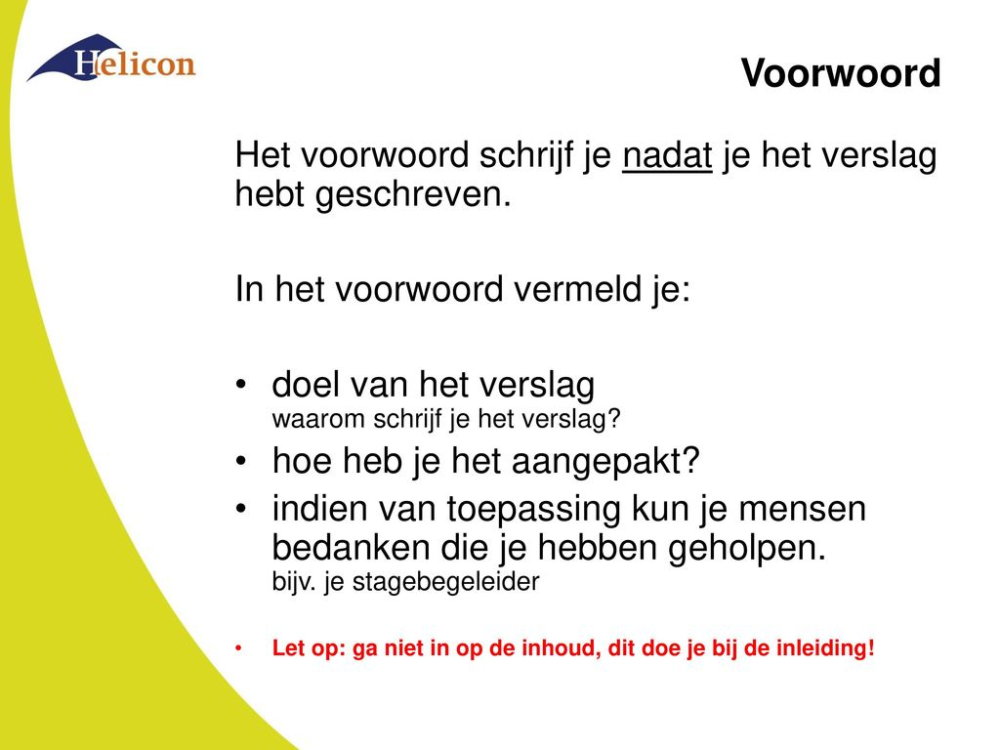 Helicon
Voorwoord
Het voorwoord schrijf je nadat je het verslag
hebt geschreven.
In het voorwoord vermeld je:
• doel van het verslag
waarom schrijf je het verslag?
• hoe heb je het aangepakt?
• indien van toepassing kun je mensen
bedanken die je hebben geholpen.
bijv. je stagebegeleider
• Let op: ga niet in op de inhoud, dit doe je bij de inleiding!